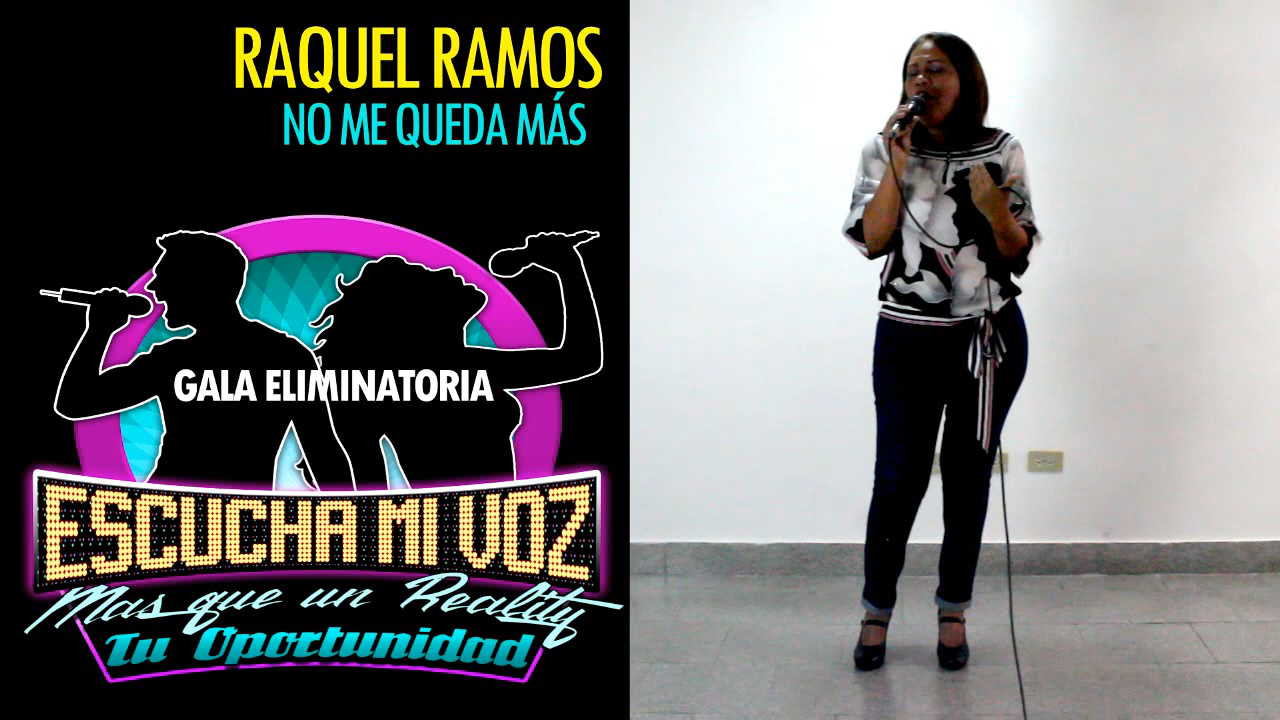 RAQUEL RAMOS
NO ME QUEDA MÁS
GALA ELIMINATORIA
ESCUCHA MI VOZ
Mas que un Reality
Tu Oportunidad